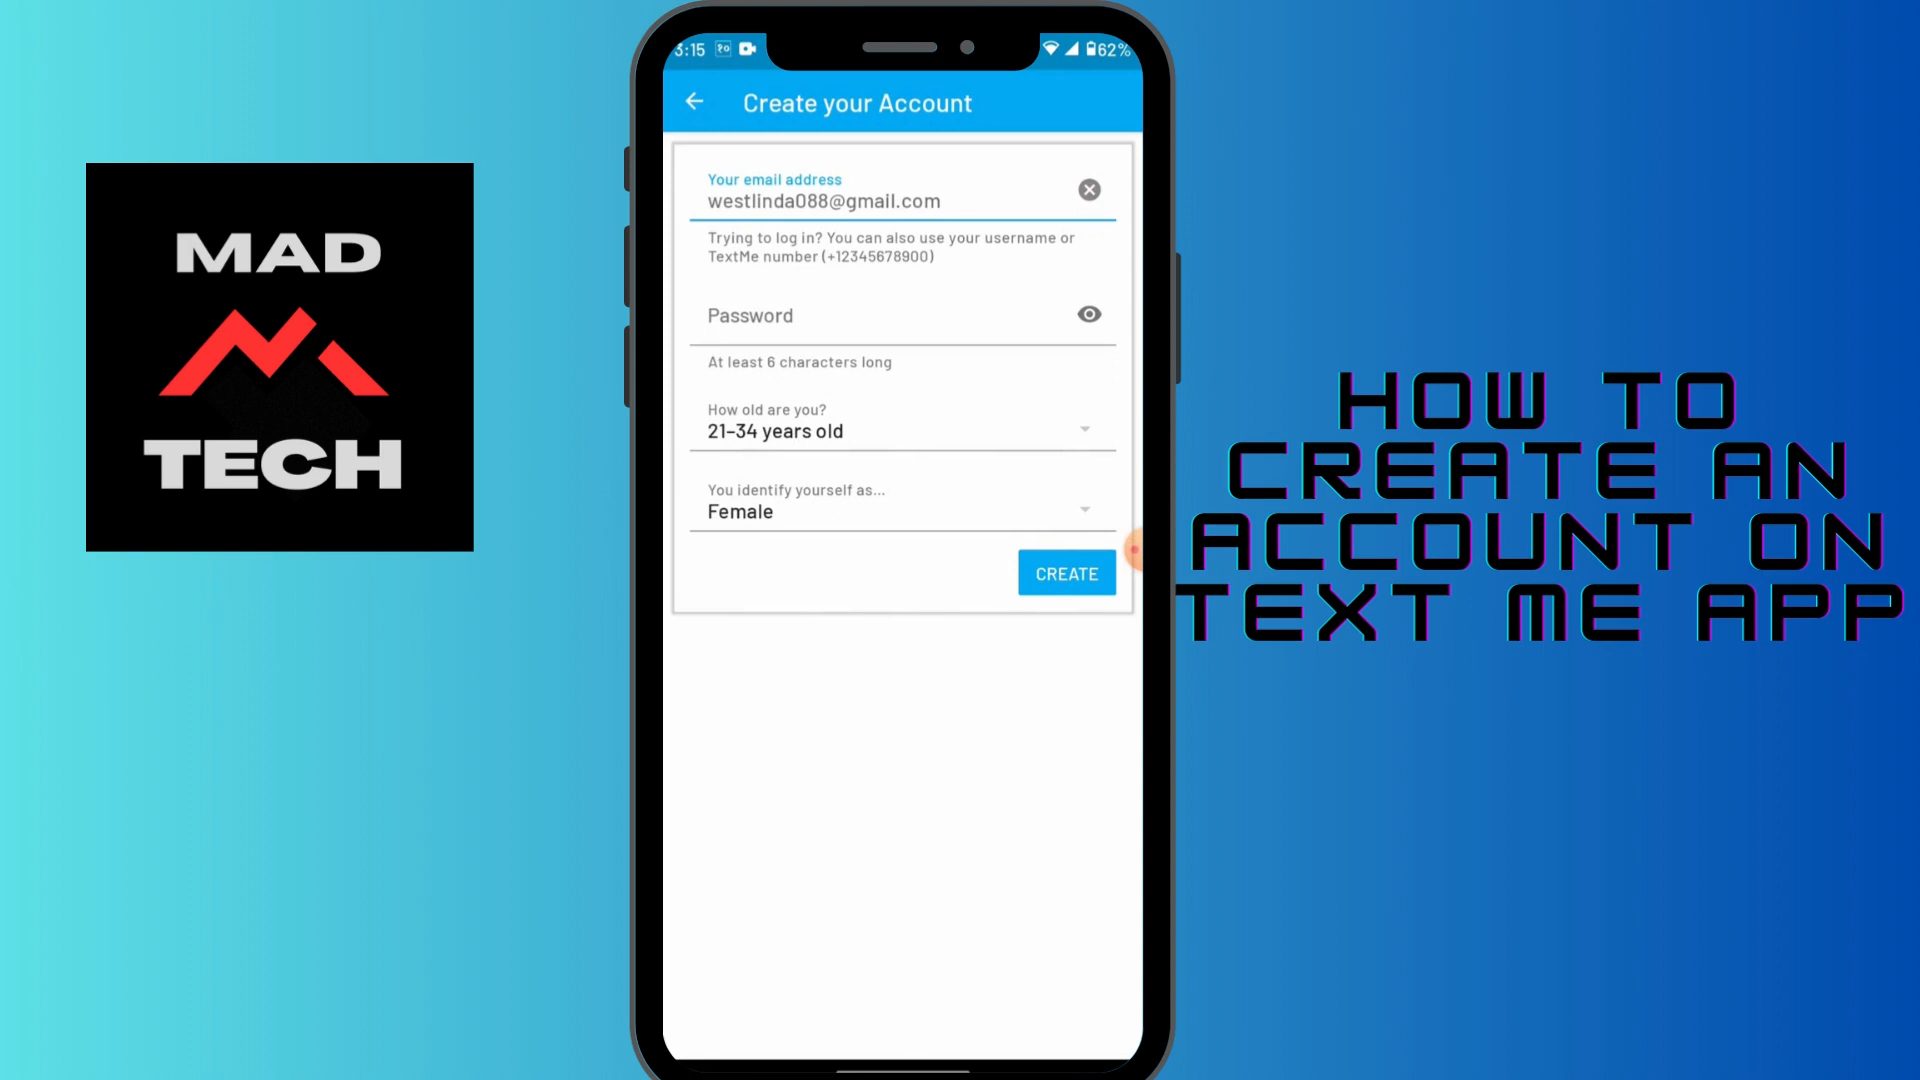 MAD
TECH
3:15
62%
Create your Account
Your email address
westlinda088@gmail.com
Trying to log in? You can also use your username or
TextMe number (+12345678900)
Password
At least 6 characters long
How old are you?
21–34 years old
You identify yourself as...
Female
CREATE
HOW TO
CREATE AN
ACCOUNT ON
TEXT ME APP